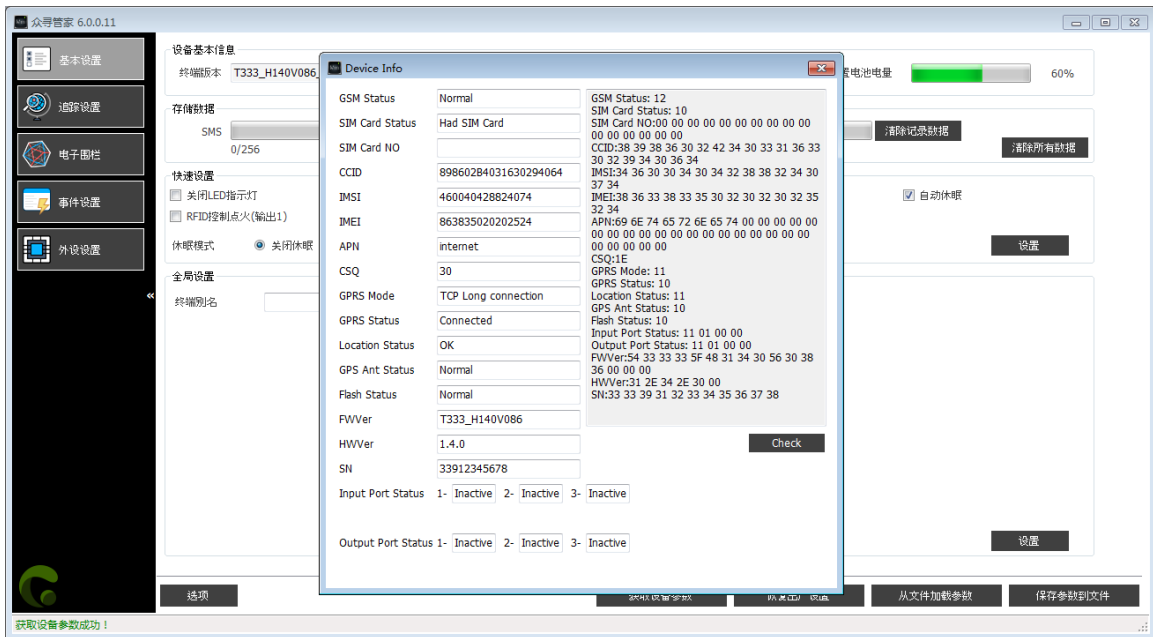 众寻管家 6.0.0.11
基本设置
追踪设置
电子围栏
事件设置
外设设置
«
设备基本信息
终端版本 T333_H140V086_
置电池电量 60%
存储数据
SMS
0/256
清除记录数据
清除所有数据
快速设置
关闭LED指示灯
自动休眠
RFID控制点火(输出1)
休眠模式 关闭休眠
设置
全局设置
终端别名
设置
Device Info
GSM Status Normal
SIM Card Status Had SIM Card
SIM Card NO
CCID 898602B4031630294064
IMSI 460040428824074
IMEI 863835020202524
APN internet
CSQ 30
GPRS Mode TCP Long connection
GPRS Status Connected
Location Status OK
GPS Ant Status Normal
Flash Status Normal
FWVer T333_H140V086
HWVer 1.4.0
SN 33912345678
Input Port Status 1- Inactive 2- Inactive 3- Inactive
Output Port Status 1- Inactive 2- Inactive 3- Inactive
GSM Status: 12
SIM Card Status: 10
SIM Card NO:00 00 00 00 00 00 00 00 00 00
00 00 00 00 00 00
CCID:38 39 38 36 30 32 42 34 30 33 31 36 33
30 32 39 34 30 36 34
IMSI:34 36 30 30 34 30 34 32 38 38 32 34 30
37 34
IMEI:38 36 33 38 33 35 30 32 30 32 30 32 35
32 34
APN:69 6E 74 65 72 6E 65 74 00 00 00 00 00
00 00 00 00 00 00 00 00 00 00 00 00 00 00
00 00 00 00 00
CSQ:1E
GPRS Mode: 11
GPRS Status: 10
Location Status: 11
GPS Ant Status: 10
Flash Status: 10
Input Port Status: 11 01 00 00
Output Port Status: 11 01 00 00
FWVer:54 33 33 33 5F 48 31 34 30 56 30 38
36 00 00 00
HWVer:31 2E 34 2E 30 00
SN:33 33 39 31 32 33 34 35 36 37 38
Check
选项
获取设备参数
恢复出厂设置
从文件加载参数
保存参数到文件
获取设备参数成功！